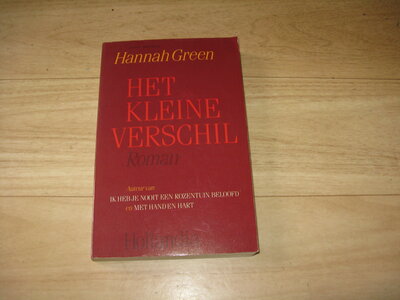 Hannah Green
HET
KLEINE
VERSCHIL
Roman
Auteur van
IK HEB JE NOOIT EEN ROZENTUIN BELOOFD
en MET HAND EN HART
Hollandia